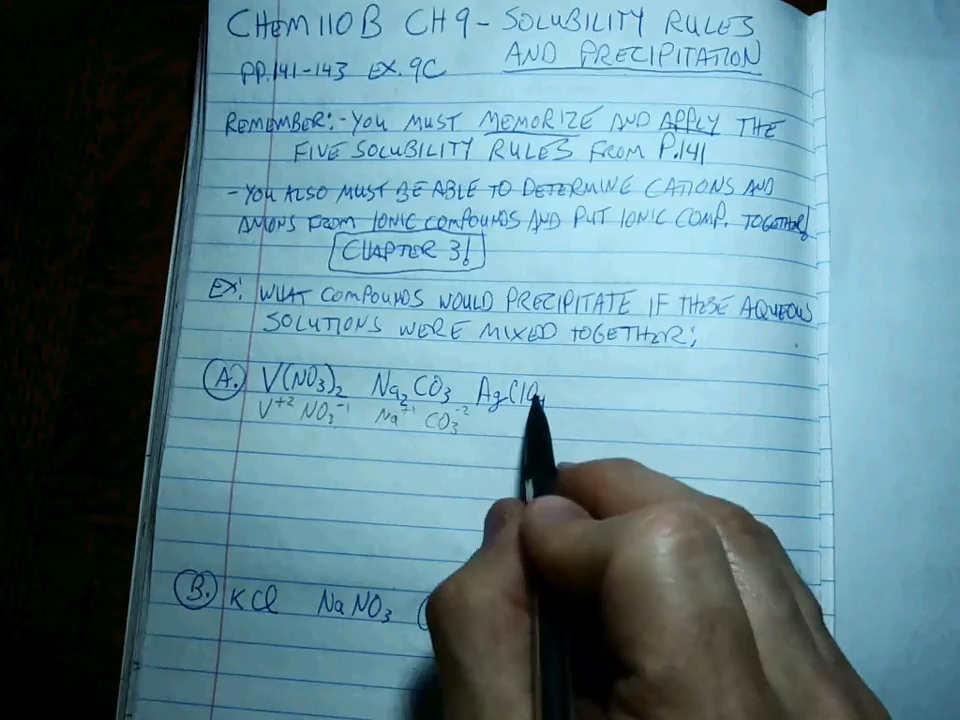 CHEM 110B CH 9 - SOLUBILITY RULES
AND PRECIPITATION
PP. 141-143 EX. 9C
REMEMBER: - YOU MUST MEMORIZE AND APPLY THE
FIVE SOLUBILITY RULES FROM P.141
- YOU ALSO MUST BE ABLE TO DETERMINE CATIONS AND
ANIONS FROM IONIC COMPOUNDS AND PUT IONIC COMP. TOGETHER!
CHAPTER 3!
EX: WHAT COMPOUNDS WOULD PRECIPITATE IF THESE AQUEOUS
SOLUTIONS WERE MIXED TOGETHER:
A. V(NO₃)₂ Na₂CO₃ AgClO₄
V⁺² NO₃⁻¹ Na⁺¹ CO₃⁻²
B. KCl NaNO₃